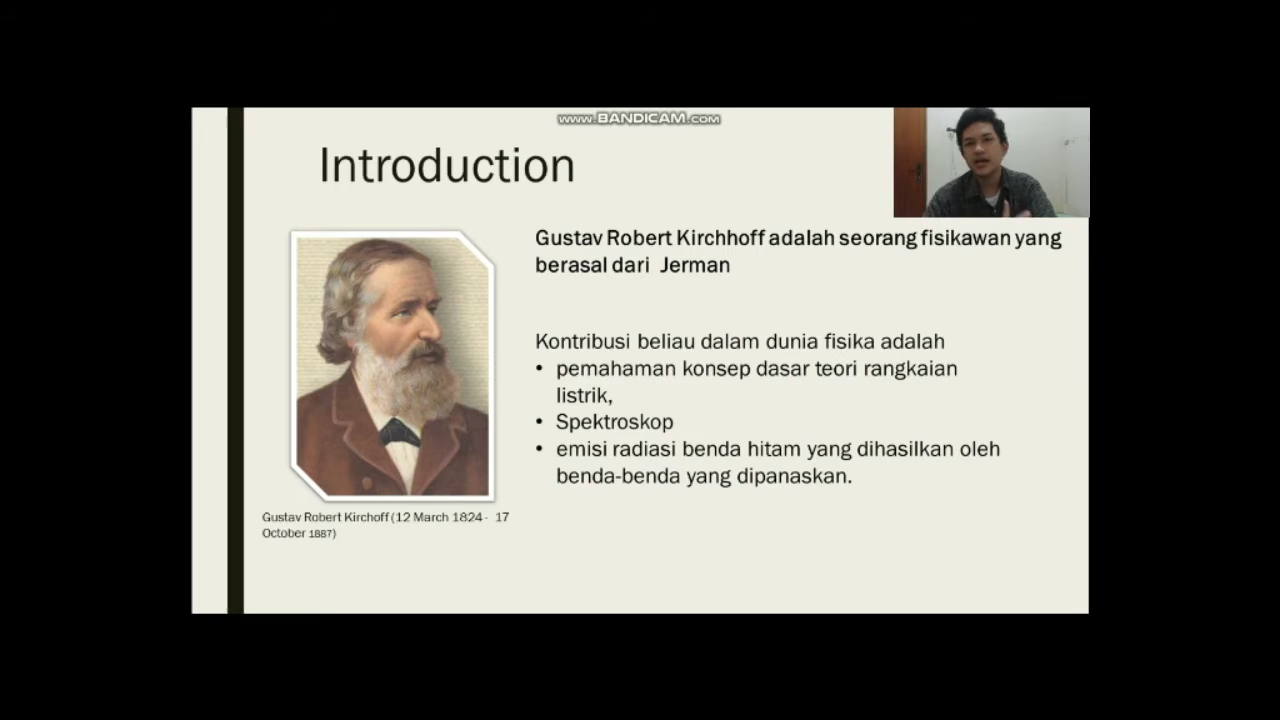 www.BANDICAM.com
Introduction
Gustav Robert Kirchhoff adalah seorang fisikawan yang
berasal dari Jerman
Kontribusi beliau dalam dunia fisika adalah
• pemahaman konsep dasar teori rangkaian
listrik,
• Spektroskop
• emisi radiasi benda hitam yang dihasilkan oleh
benda-benda yang dipanaskan.
Gustav Robert Kirchoff (12 March 1824 - 17
October 1887)